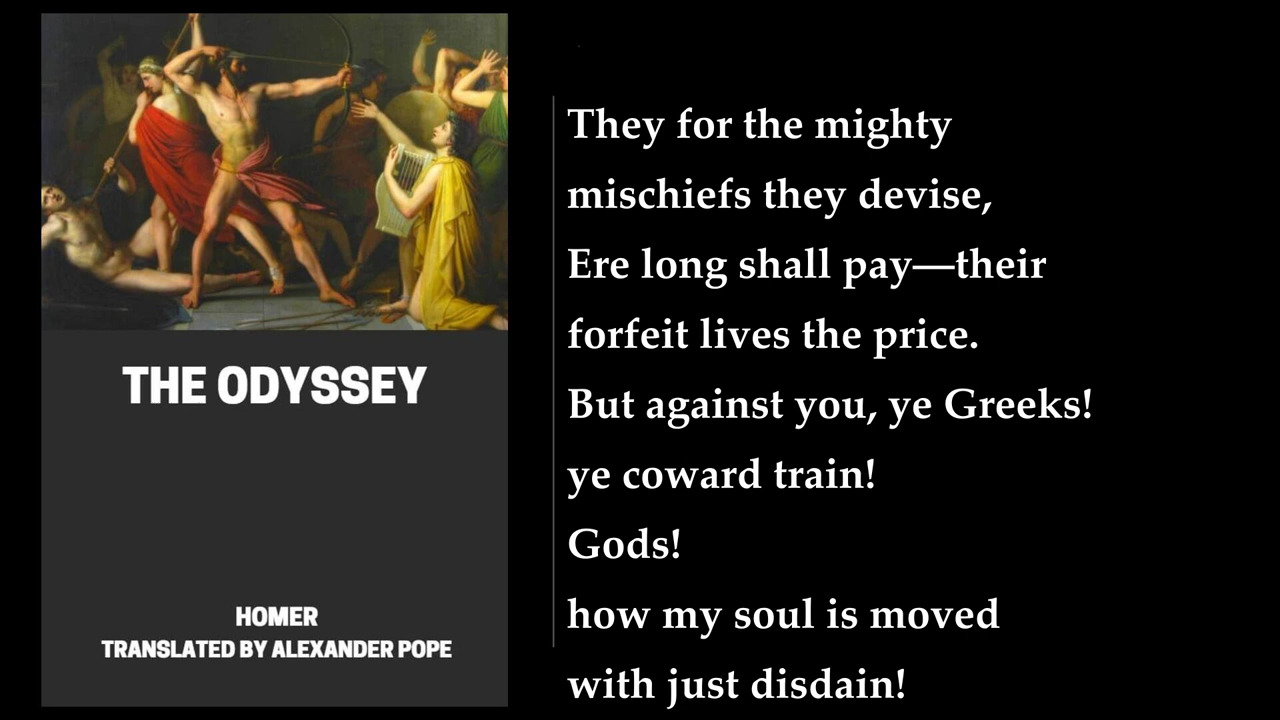 THE ODYSSEY
HOMER
TRANSLATED BY ALEXANDER POPE
They for the mighty
mischiefs they devise,
Ere long shall pay—their
forfeit lives the price.
But against you, ye Greeks!
ye coward train!
Gods!
how my soul is moved
with just disdain!